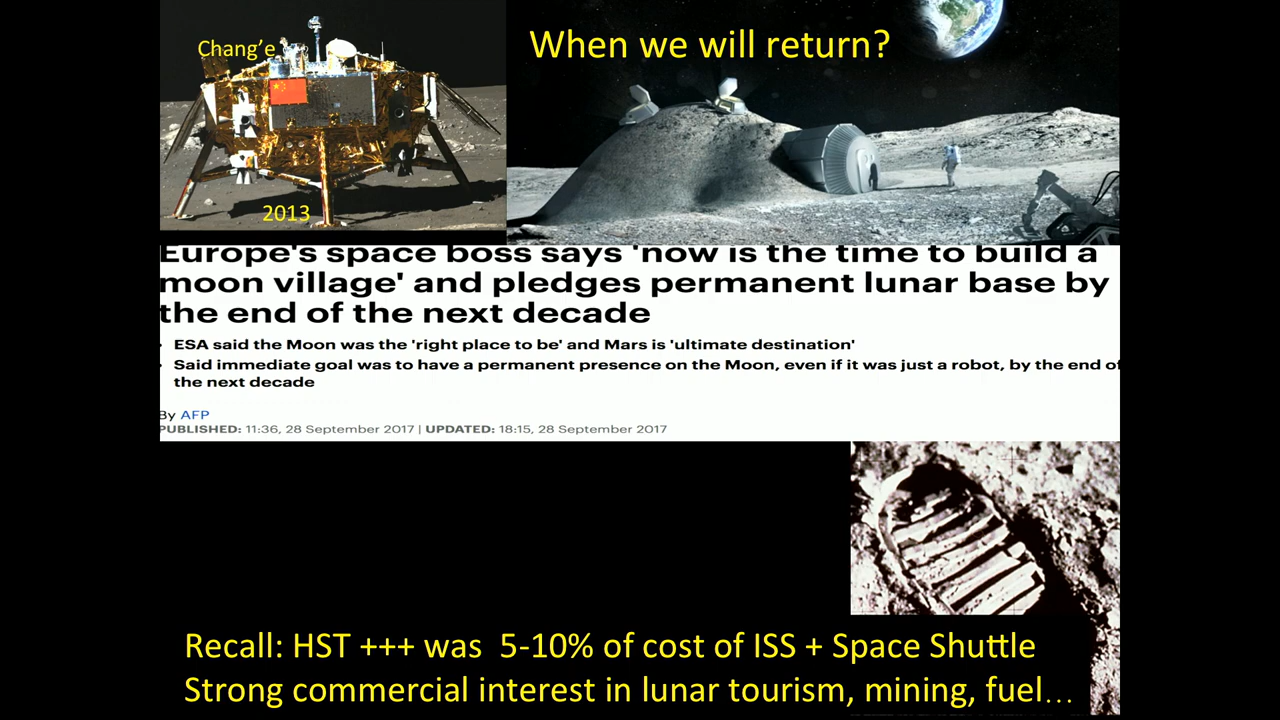 Chang'e
When we will return?
2013
Europe's space boss says 'now is the time to build a
moon village' and pledges permanent lunar base by
the end of the next decade
ESA said the Moon was the 'right place to be' and Mars is 'ultimate destination'
Said immediate goal was to have a permanent presence on the Moon, even if it was just a robot, by the end of
the next decade
By AFP
PUBLISHED: 11:36, 28 September 2017 | UPDATED: 18:15, 28 September 2017
Recall: HST +++ was 5-10% of cost of ISS + Space Shuttle
Strong commercial interest in lunar tourism, mining, fuel…